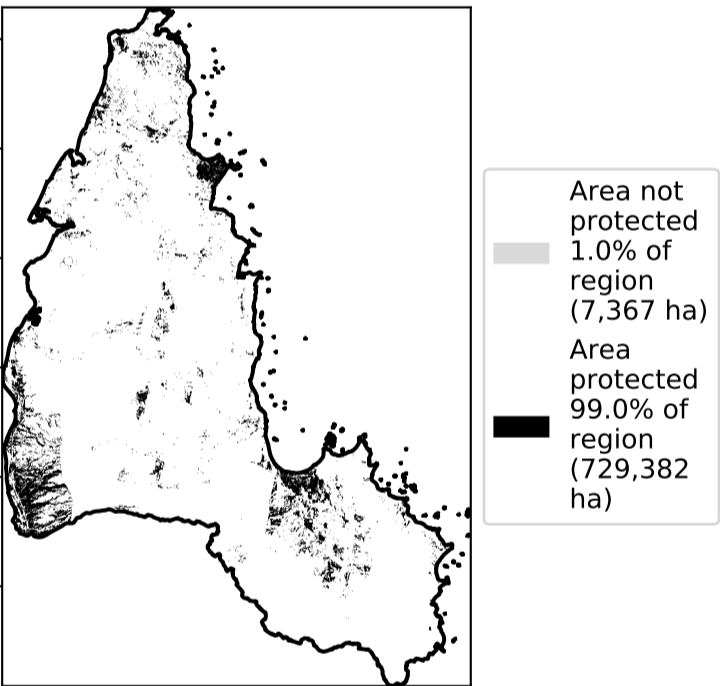 Area not
protected
1.0% of
region
(7,367 ha)
Area
protected
99.0% of
region
(729,382
ha)